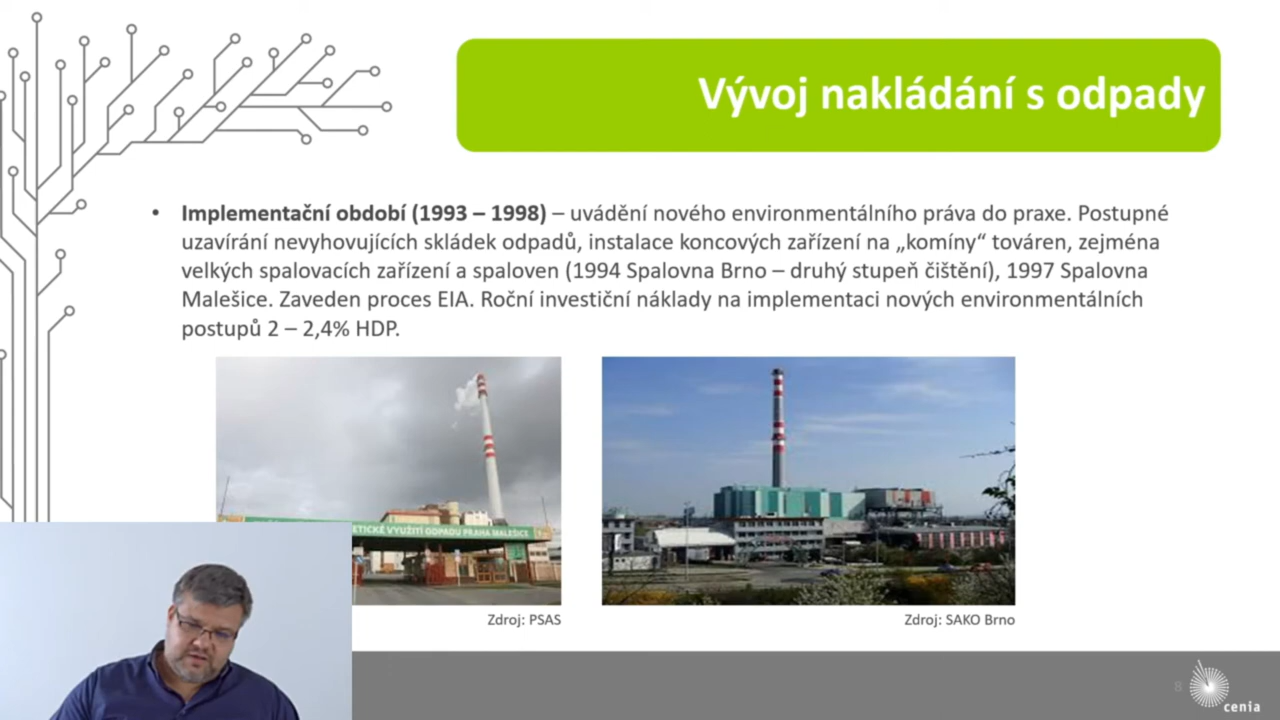 Vývoj nakládání s odpady
• Implementační období (1993 – 1998) – uvádění nového environmentálního práva do praxe. Postupné
uzavírání nevyhovujících skládek odpadů, instalace koncových zařízení na „komíny“ továren, zejména
velkých spalovacích zařízení a spaloven (1994 Spalovna Brno – druhý stupeň čištění), 1997 Spalovna
Malešice. Zaveden proces EIA. Roční investiční náklady na implementaci nových environmentálních
postupů 2 – 2,4% HDP.
ETICKÉ VYUŽITÍ ODPADU PRAHA MALEŠICE
Zdroj: PSAS
Zdroj: SAKO Brno
8
cenia